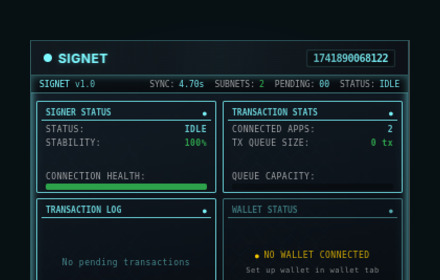 SIGNET
1741890068122
SIGNET v1.0 SYNC: 4.70s SUBNETS: 2 PENDING: 00 STATUS: IDLE
SIGNER STATUS
STATUS: IDLE
STABILITY: 100%
CONNECTION HEALTH:
TRANSACTION STATS
CONNECTED APPS: 2
TX QUEUE SIZE: 0 tx
QUEUE CAPACITY:
TRANSACTION LOG
No pending transactions
WALLET STATUS
NO WALLET CONNECTED
Set up wallet in wallet tab